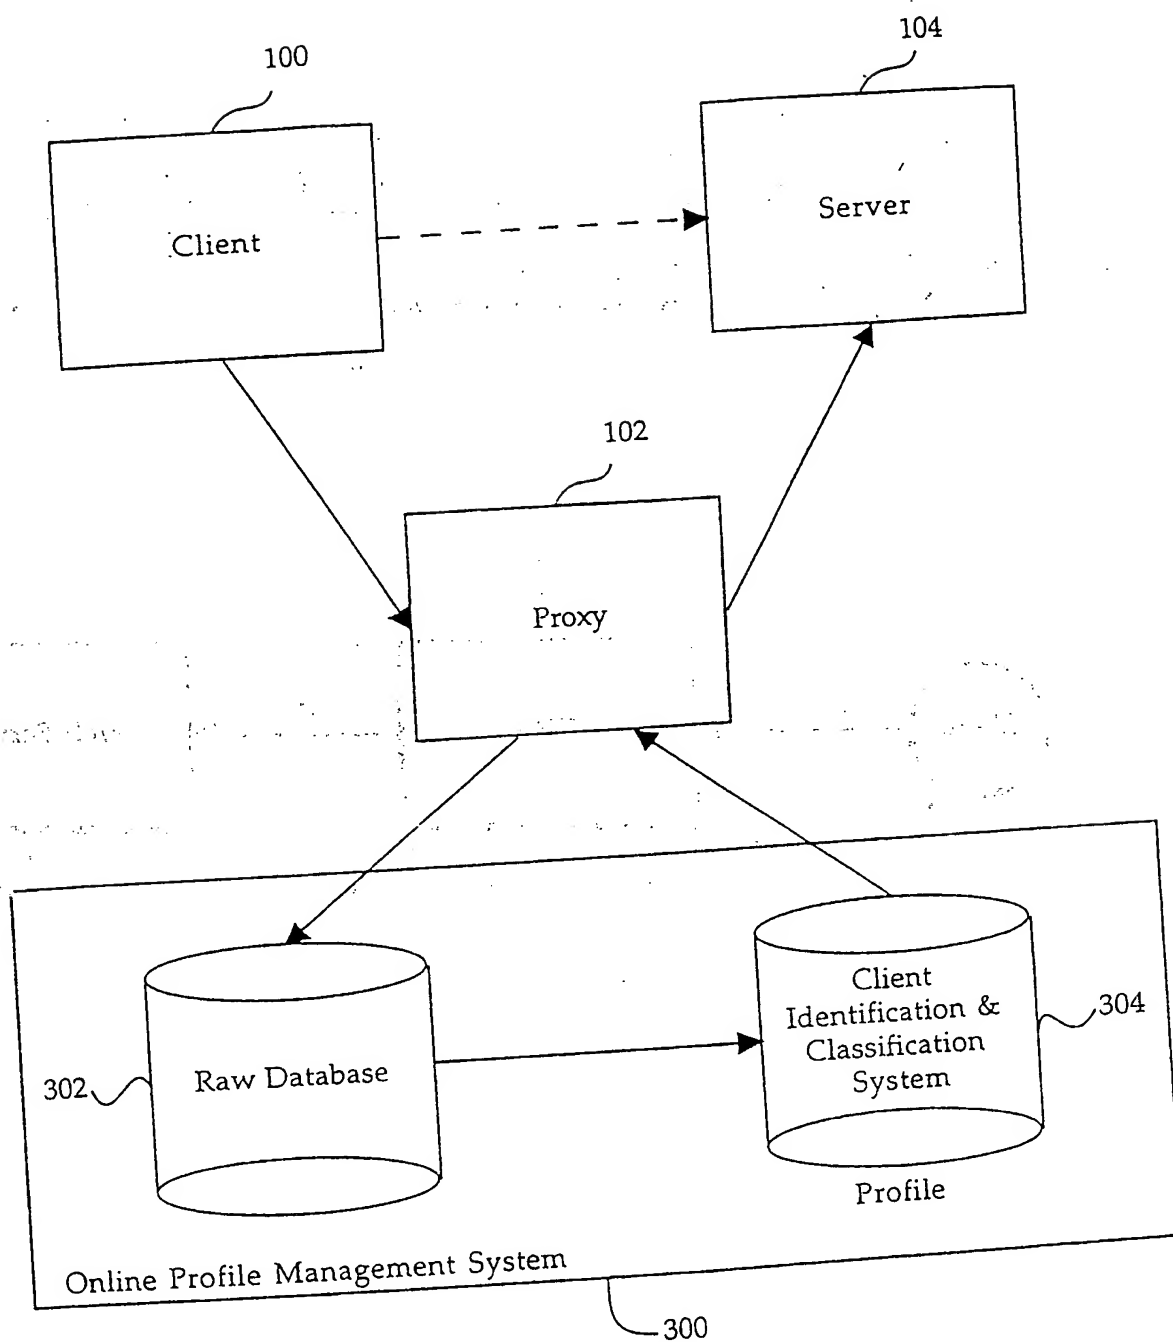 100
104
Client
Server
102
Proxy
302
Raw Database
Client
Identification &
Classification
System
304
Profile
Online Profile Management System
300